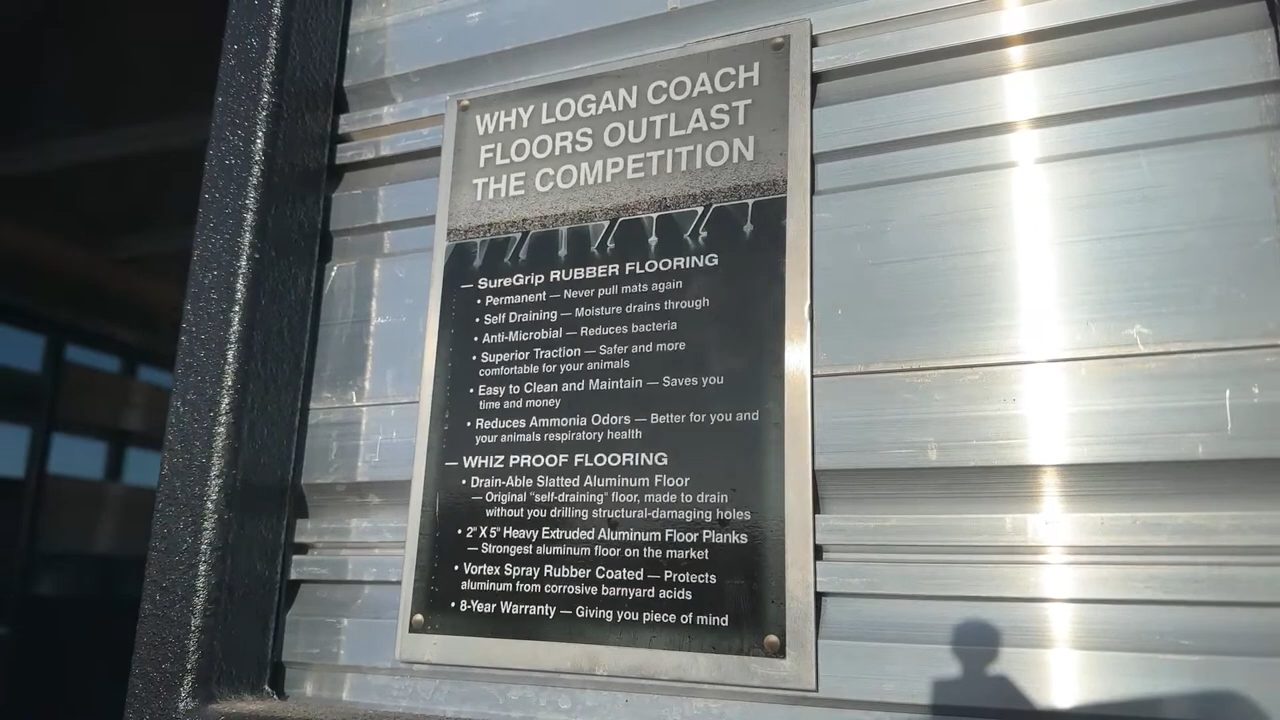 WHY LOGAN COACH
FLOORS OUTLAST
THE COMPETITION
— SureGrip RUBBER FLOORING
• Permanent — Never pull mats again
• Self Draining — Moisture drains through
• Anti-Microbial — Reduces bacteria
• Superior Traction — Safer and more
comfortable for your animals
• Easy to Clean and Maintain — Saves you
time and money
• Reduces Ammonia Odors — Better for you and
your animals respiratory health
— WHIZ PROOF FLOORING
• Drain-Able Slatted Aluminum Floor
— Original "self-draining" floor, made to drain
without you drilling structural-damaging holes
• 2" X 5" Heavy Extruded Aluminum Floor Planks
— Strongest aluminum floor on the market
• Vortex Spray Rubber Coated — Protects
aluminum from corrosive barnyard acids
• 8-Year Warranty — Giving you piece of mind